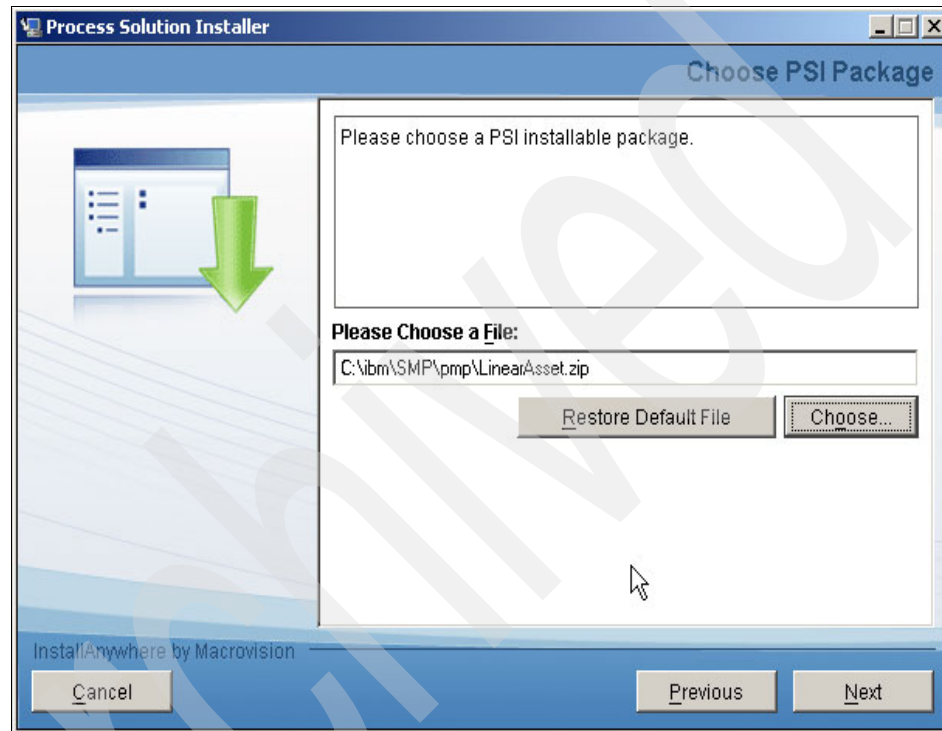 Process Solution Installer
Choose PSI Package
Please choose a PSI installable package.
Please Choose a File:
C:\ibm\SMP\pmp\LinearAsset.zip
Restore Default File
Choose...
InstallAnywhere by Macrovision
Cancel
Previous
Next